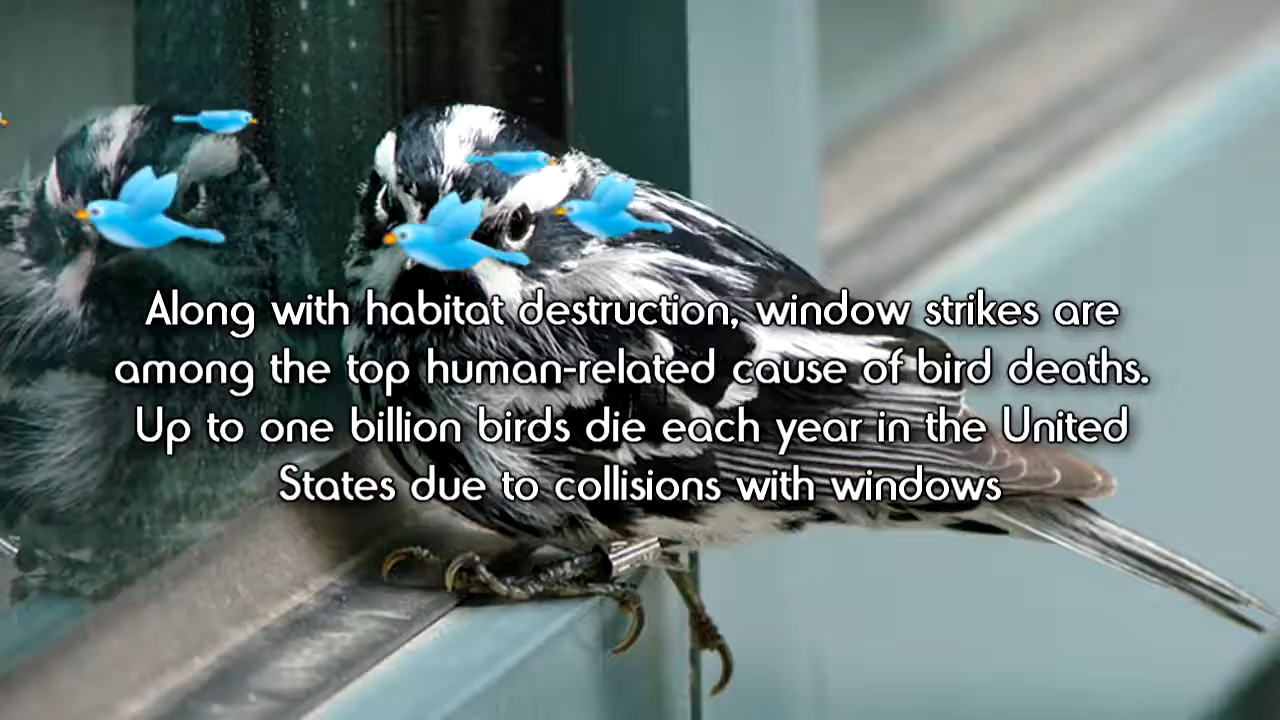 Along with habitat destruction, window strikes are
among the top human-related cause of bird deaths.
Up to one billion birds die each year in the United
States due to collisions with windows